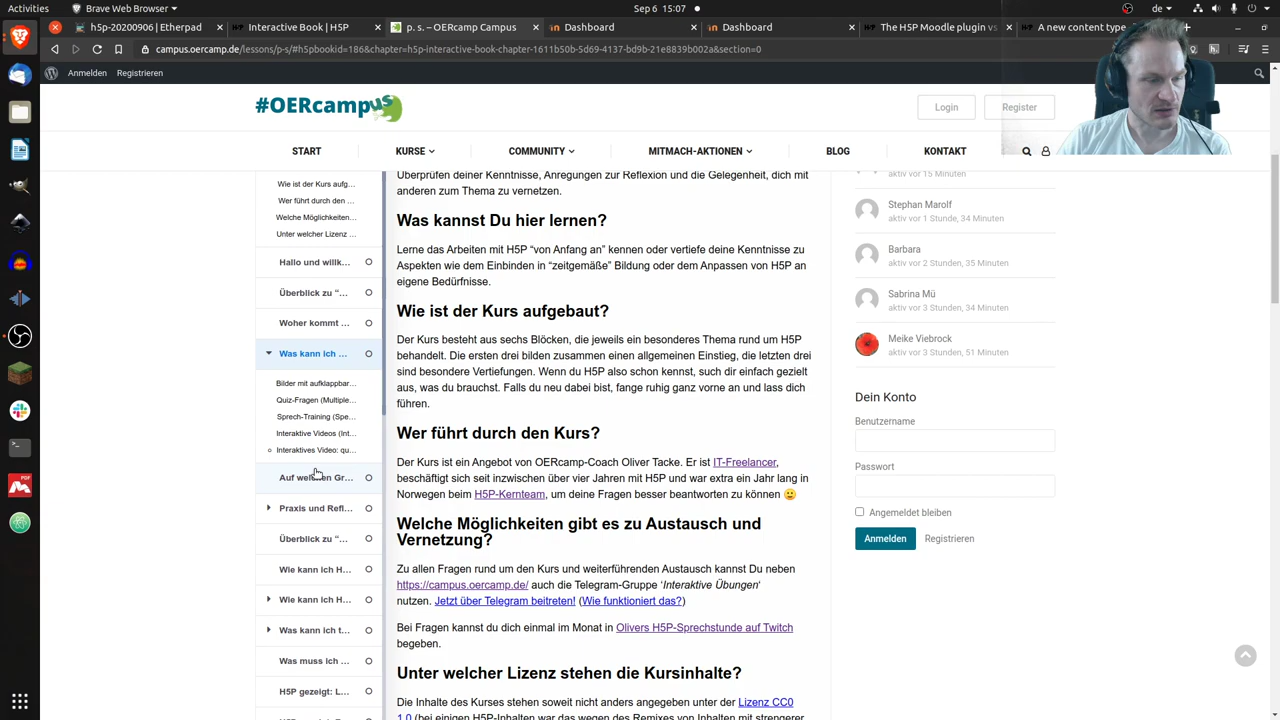 Activities
Brave Web Browser
Sep 6 15:07
h5p-20200906 | Etherpad
Interactive Book | H5P
p. s. – OERcamp Campus
Dashboard
Dashboard
The H5P Moodle plugin vs
A new content type
campus.oercamp.de/lessons/p-s/#h5pbookid=186&chapter=h5p-interactive-book-chapter-1611b50b-5d69-4137-bd9b-21e8839b002a&section=0
Anmelden Registrieren
#OERcampus
Login
Register
START
KURSE
COMMUNITY
MITMACH-AKTIONEN
BLOG
KONTAKT
Wie ist der Kurs aufg...
Wer führt durch den ...
Welche Möglichkeiten...
Unter welcher Lizenz ...
Hallo und willk...
Überblick zu “...
Woher kommt ...
Was kann ich ...
Bilder mit aufklappbar...
Quiz-Fragen (Multiple...
Sprech-Training (Spe...
Interaktive Videos (Int...
Interaktives Video: qu...
Auf welchen Gr...
Praxis und Refl...
Überblick zu “...
Wie kann ich H...
Wie kann ich H...
Was kann ich t...
Was muss ich ...
H5P gezeigt: L...
Überprüfen deiner Kenntnisse, Anregungen zur Reflexion und die Gelegenheit, dich mit
anderen zum Thema zu vernetzen.
Was kannst Du hier lernen?
Lerne das Arbeiten mit H5P “von Anfang an” kennen oder vertiefe deine Kenntnisse zu
Aspekten wie dem Einbinden in “zeitgemäße” Bildung oder dem Anpassen von H5P an
eigene Bedürfnisse.
Wie ist der Kurs aufgebaut?
Der Kurs besteht aus sechs Blöcken, die jeweils ein besonderes Thema rund um H5P
behandelt. Die ersten drei bilden zusammen einen allgemeinen Einstieg, die letzten drei
sind besondere Vertiefungen. Wenn du H5P also schon kennst, such dir einfach gezielt
aus, was du brauchst. Falls du neu dabei bist, fange ruhig ganz vorne an und lass dich
führen.
Wer führt durch den Kurs?
Der Kurs ist ein Angebot von OERcamp-Coach Oliver Tacke. Er ist IT-Freelancer,
beschäftigt sich seit inzwischen über vier Jahren mit H5P und war extra ein Jahr lang in
Norwegen beim H5P-Kernteam, um deine Fragen besser beantworten zu können
Welche Möglichkeiten gibt es zu Austausch und
Vernetzung?
Zu allen Fragen rund um den Kurs und weiterführenden Austausch kannst Du neben
https://campus.oercamp.de/ auch die Telegram-Gruppe ‘Interaktive Übungen‘
nutzen. Jetzt über Telegram beitreten! (Wie funktioniert das?)
Bei Fragen kannst du dich einmal im Monat in Olivers H5P-Sprechstunde auf Twitch
begeben.
Unter welcher Lizenz stehen die Kursinhalte?
Die Inhalte des Kurses stehen soweit nicht anders angegeben unter der Lizenz CC0
1.0 (bei einigen H5P-Inhalten war das wegen des Remixes von Inhalten mit strengerer
aktiv vor 15 Minuten
Stephan Marolf
aktiv vor 1 Stunde, 34 Minuten
Barbara
aktiv vor 2 Stunden, 35 Minuten
Sabrina Mü
aktiv vor 3 Stunden, 34 Minuten
Meike Viebrock
aktiv vor 3 Stunden, 51 Minuten
Dein Konto
Benutzername
Passwort
Angemeldet bleiben
Anmelden
Registrieren